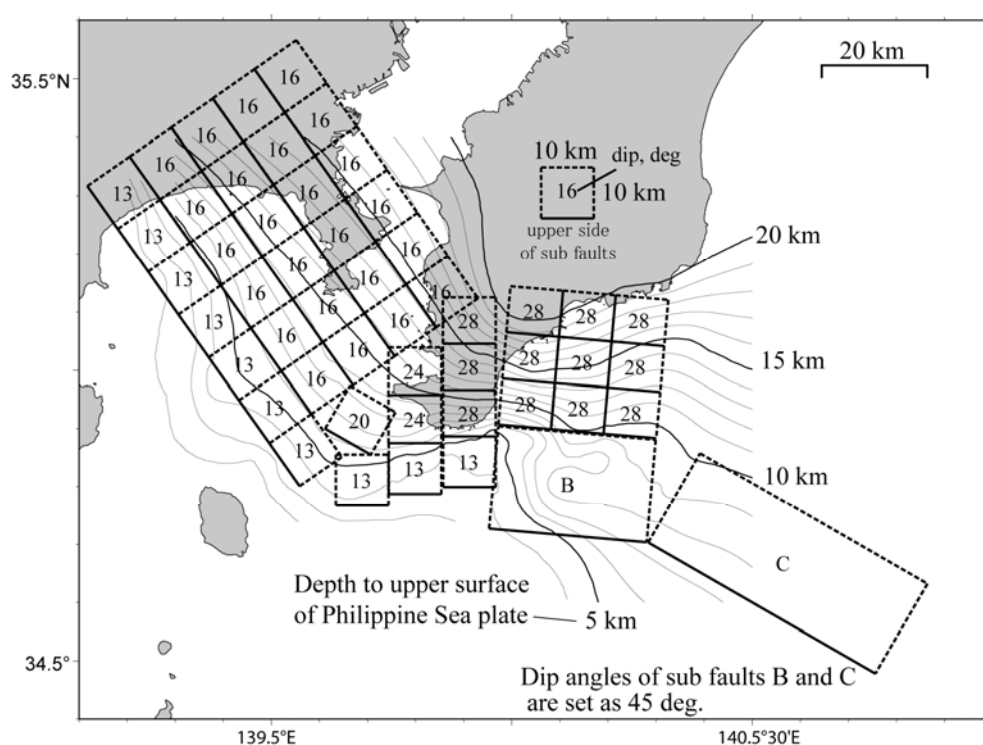 20 km
35.5°N
16
16
16
16
16
10 km dip, deg
16 16
16
13 16 16 10 km
16 16
16
upper side
13 16 20 km
16 16 of sub faults
16 16
13
16 16
16 28 28 28
13 16 28
16
16
28 28 28 15 km
13 24 28
16
28 28 28
13 20 24 28
13
13 13 13 B 10 km
C
Depth to upper surface
of Philippine Sea plate 5 km
34.5°
Dip angles of sub faults B and C
are set as 45 deg.
139.5°E 140.5°30'E